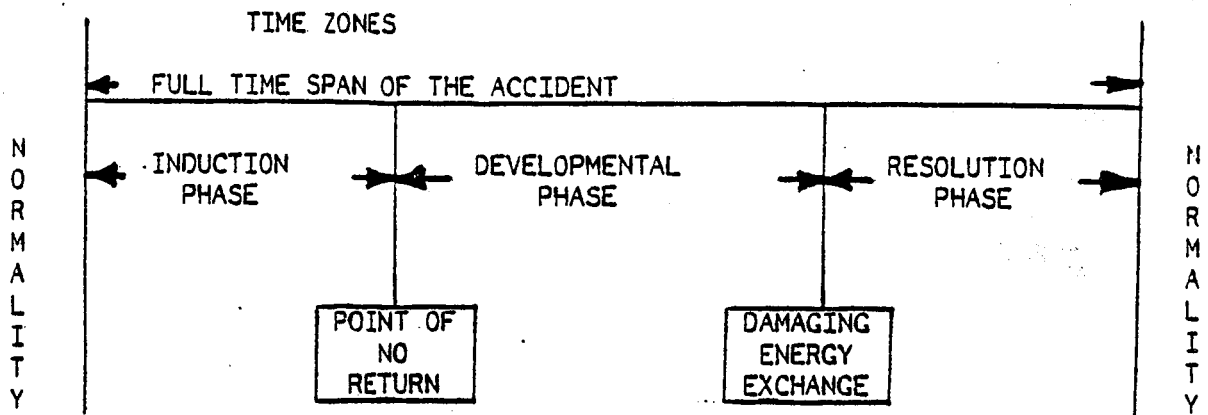 TIME ZONES
FULL TIME SPAN OF THE ACCIDENT
NORMALITY
INDUCTION
PHASE
DEVELOPMENTAL
PHASE
RESOLUTION
PHASE
NORMALITY
POINT OF
NO
RETURN
DAMAGING
ENERGY
EXCHANGE